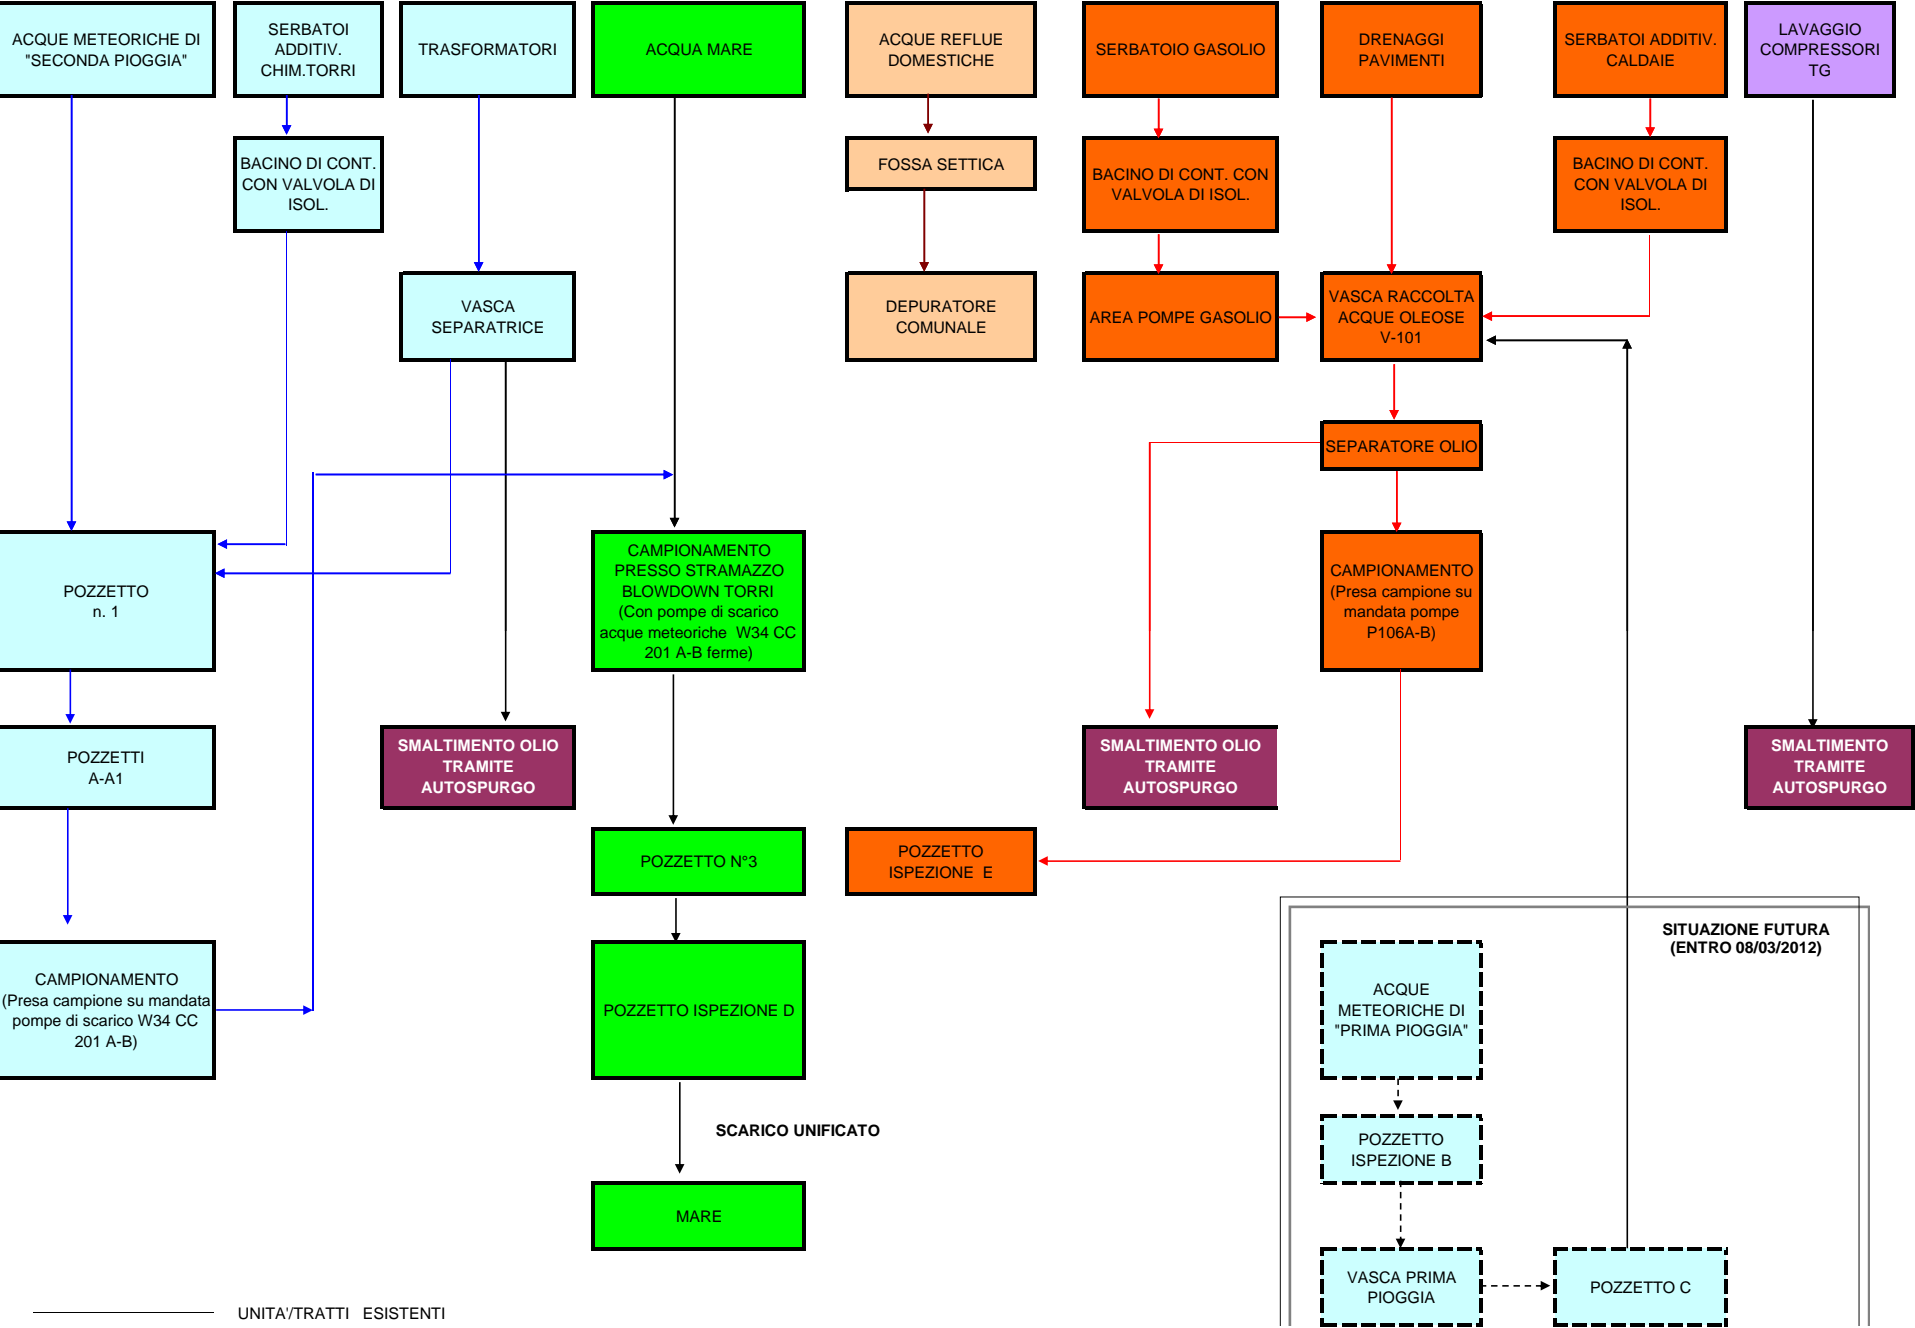 ACQUE METEORICHE DI
"SECONDA PIOGGIA"
SERBATOI
ADDITIV.
CHIM.TORRI
TRASFORMATORI
ACQUA MARE
ACQUE REFLUE
DOMESTICHE
SERBATOIO GASOLIO
DRENAGGI
PAVIMENTI
SERBATOI ADDITIV.
CALDAIE
LAVAGGIO
COMPRESSORI
TG
BACINO DI CONT.
CON VALVOLA DI
ISOL.
FOSSA SETTICA
BACINO DI CONT. CON
VALVOLA DI ISOL.
BACINO DI CONT.
CON VALVOLA DI
ISOL.
VASCA
SEPARATRICE
DEPURATORE
COMUNALE
AREA POMPE GASOLIO
VASCA RACCOLTA
ACQUE OLEOSE
V-101
SEPARATORE OLIO
POZZETTO
n. 1
CAMPIONAMENTO
PRESSO STRAMAZZO
BLOWDOWN TORRI
(Con pompe di scarico
acque meteoriche W34 CC
201 A-B ferme)
CAMPIONAMENTO
(Presa campione su
mandata pompe
P106A-B)
POZZETTI
A-A1
SMALTIMENTO OLIO
TRAMITE
AUTOSPURGO
SMALTIMENTO OLIO
TRAMITE
AUTOSPURGO
SMALTIMENTO
TRAMITE
AUTOSPURGO
POZZETTO N°3
POZZETTO
ISPEZIONE E
SITUAZIONE FUTURA
(ENTRO 08/03/2012)
CAMPIONAMENTO
(Presa campione su mandata
pompe di scarico W34 CC
201 A-B)
POZZETTO ISPEZIONE D
ACQUE
METEORICHE DI
"PRIMA PIOGGIA"
SCARICO UNIFICATO
POZZETTO
ISPEZIONE B
MARE
VASCA PRIMA
PIOGGIA
POZZETTO C
UNITA'/TRATTI ESISTENTI